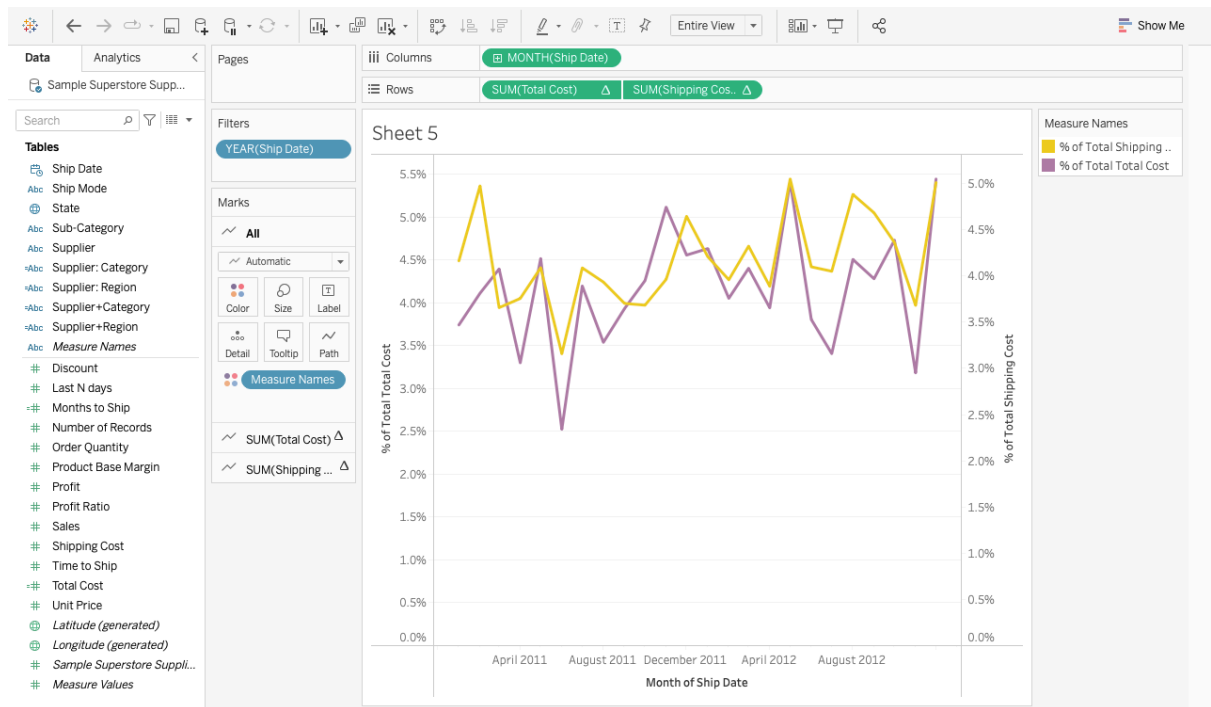 Entire View
Show Me
Data
Analytics
Sample Superstore Supp...
Search
Tables
Ship Date
Abc Ship Mode
State
Abc Sub-Category
Abc Supplier
=Abc Supplier: Category
=Abc Supplier: Region
=Abc Supplier+Category
=Abc Supplier+Region
Abc Measure Names
# Discount
# Last N days
=# Months to Ship
# Number of Records
# Order Quantity
# Product Base Margin
# Profit
# Profit Ratio
# Sales
# Shipping Cost
# Time to Ship
=# Total Cost
# Unit Price
Latitude (generated)
Longitude (generated)
# Sample Superstore Suppli...
# Measure Values
Pages
Filters
YEAR(Ship Date)
Marks
All
Automatic
Color
Size
T
Label
Detail
Tooltip
Path
Measure Names
SUM(Total Cost) Δ
SUM(Shipping ... Δ
Columns
MONTH(Ship Date)
Rows
SUM(Total Cost) Δ
SUM(Shipping Cos.. Δ
Sheet 5
% of Total Total Cost
5.5%
5.0%
4.5%
4.0%
3.5%
3.0%
2.5%
2.0%
1.5%
1.0%
0.5%
0.0%
5.0%
4.5%
4.0%
3.5%
3.0%
2.5%
2.0%
1.5%
1.0%
0.5%
0.0%
% of Total Shipping Cost
April 2011
August 2011
December 2011
April 2012
August 2012
Month of Ship Date
Measure Names
% of Total Shipping ..
% of Total Total Cost